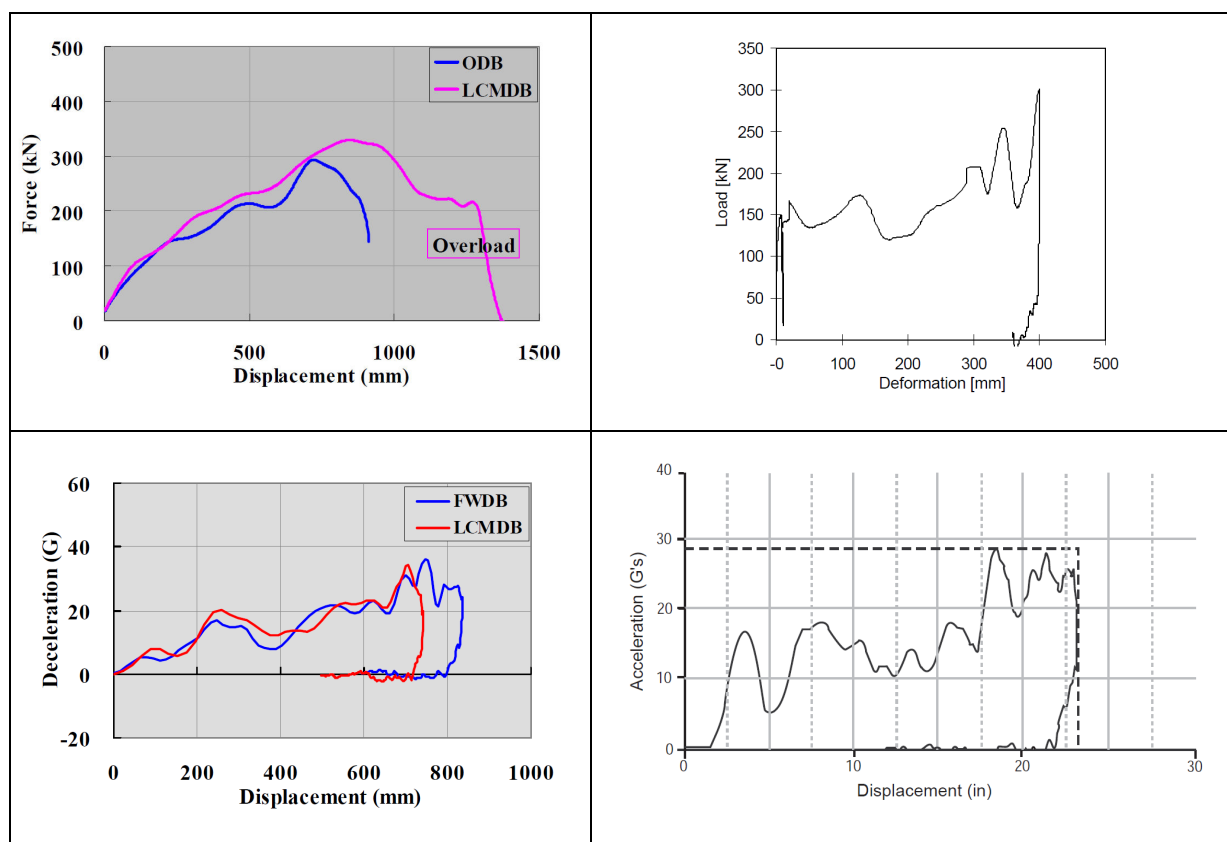 500
400
300
200
100
0
Force (kN)
ODB
LCMDB
Overload
0 500 1000 1500
Displacement (mm)
350
300
250
200
150
100
50
0
Load [kN]
-0 100 200 300 400 500
Deformation [mm]
60
40
20
0
-20
Deceleration (G)
FWDB
LCMDB
0 200 400 600 800 1000
Displacement (mm)
40
30
20
10
0
Acceleration (G's)
0 10 20 30
Displacement (in)